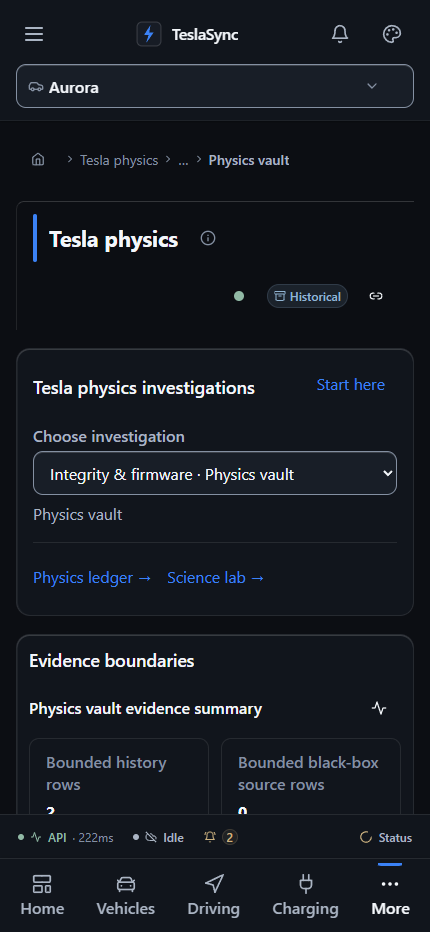 TeslaSync
Aurora
Tesla physics
...
Physics vault
Tesla physics
Historical
Tesla physics investigations
Start here
Choose investigation
Integrity & firmware · Physics vault
Physics vault
Physics ledger →
Science lab →
Evidence boundaries
Physics vault evidence summary
Bounded history
rows
Bounded black-box
source rows
API · 222ms
Idle
2
Status
Home
Vehicles
Driving
Charging
More